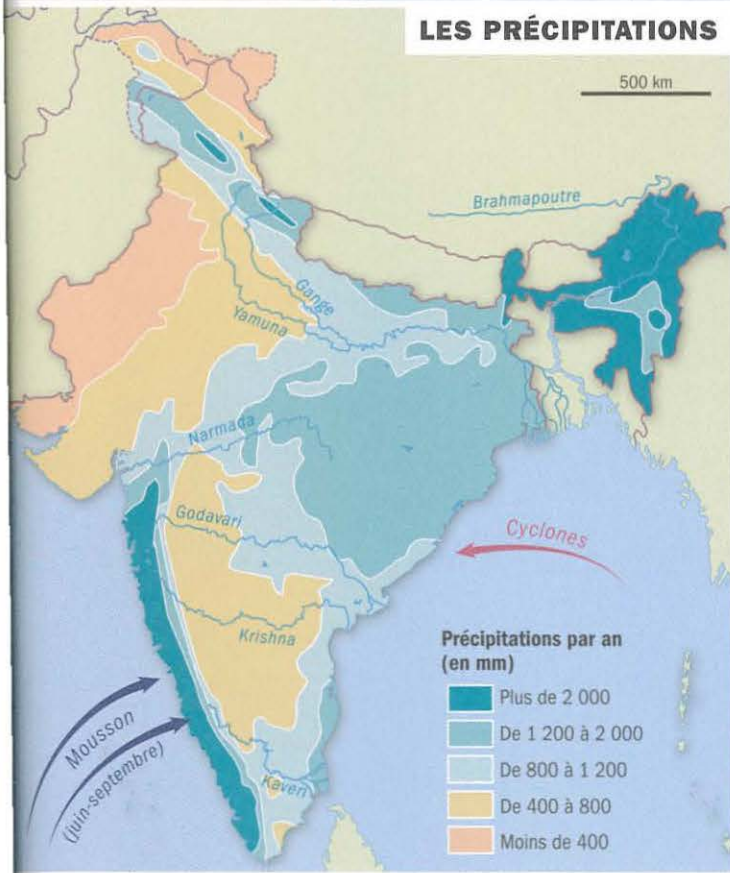 LES PRÉCIPITATIONS
500 km
Brahmapoutre
Gange
Yamuna
Narmada
Godavari
Cyclones
Krishna
Précipitations par an
(en mm)
Plus de 2 000
De 1 200 à 2 000
De 800 à 1 200
De 400 à 800
Moins de 400
Mousson
(juin-septembre)
Kaveri